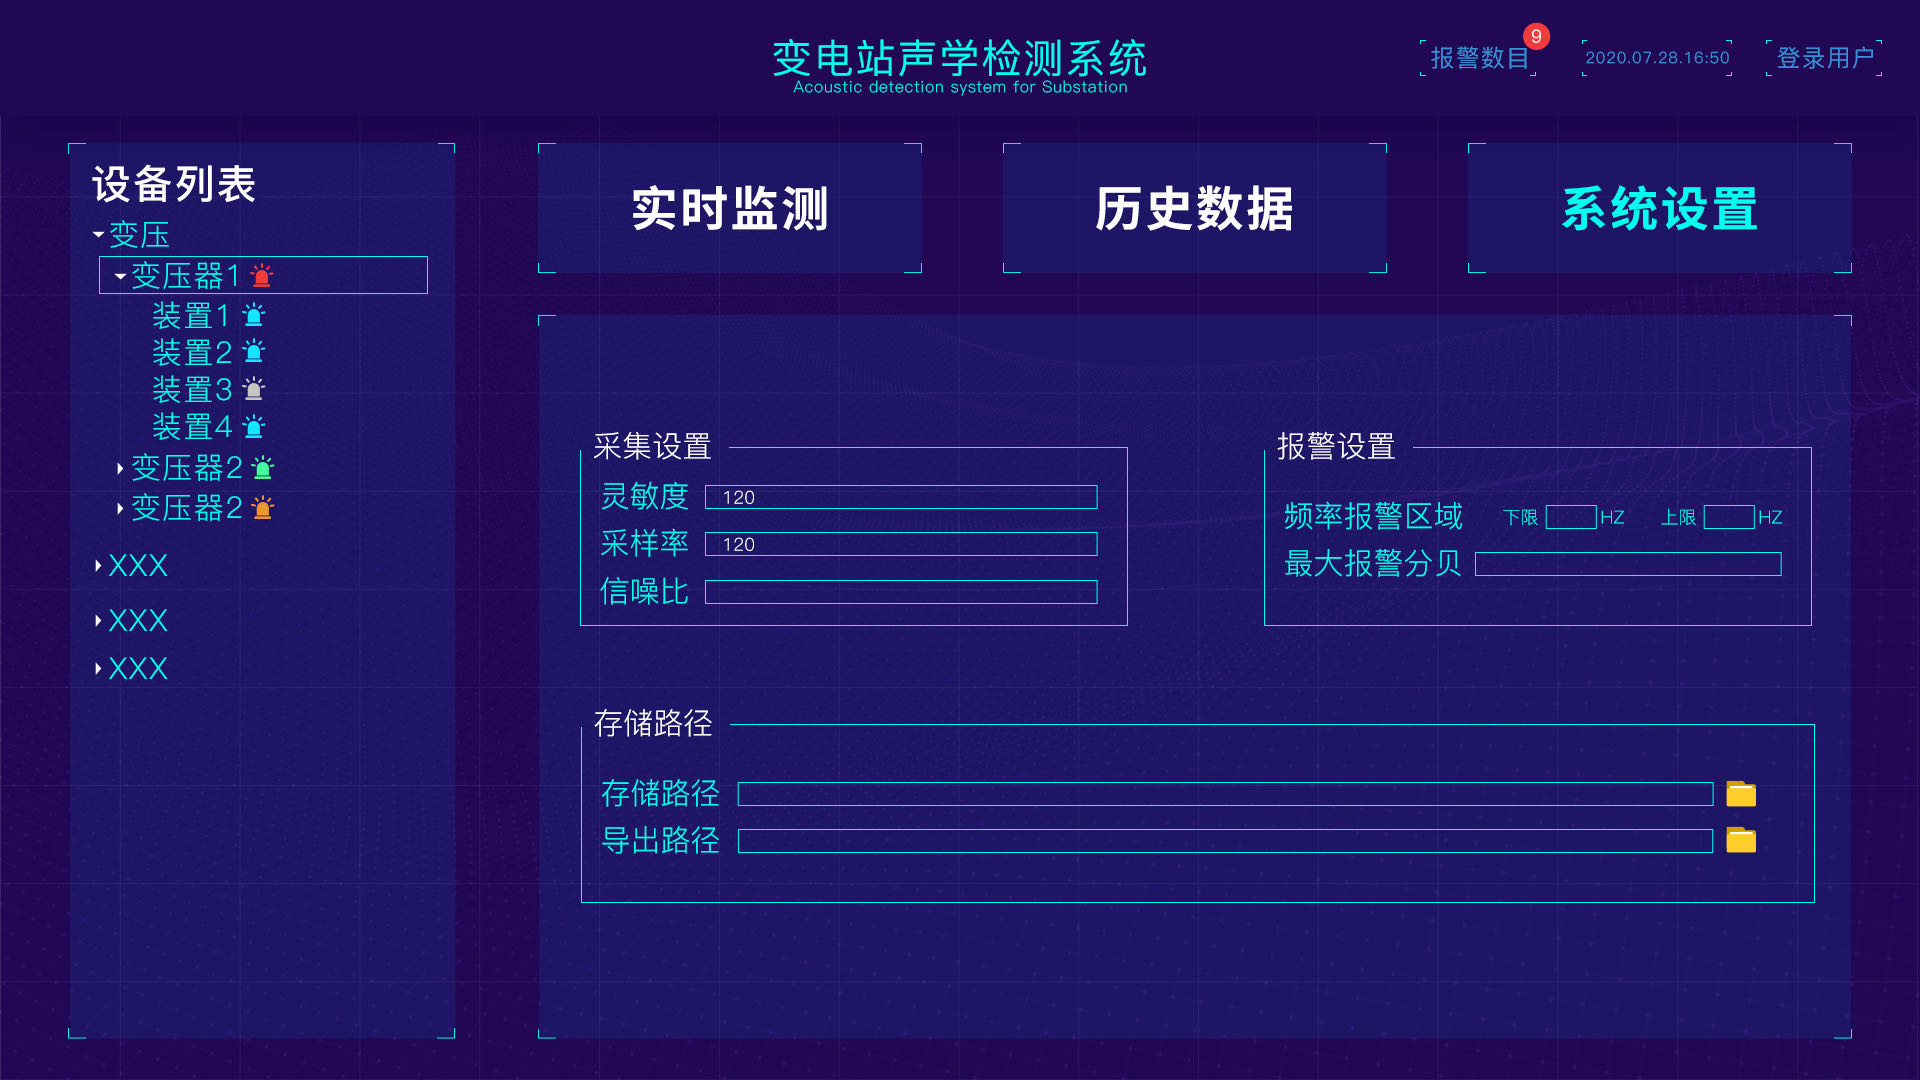 变电站声学检测系统
Acoustic detection system for Substation
报警数目
9
2020.07.28.16:50
登录用户
设备列表
变压
变压器1
装置1
装置2
装置3
装置4
变压器2
变压器2
XXX
XXX
XXX
实时监测
历史数据
系统设置
采集设置
灵敏度 120
采样率 120
信噪比
报警设置
频率报警区域 下限 HZ 上限 HZ
最大报警分贝
存储路径
存储路径
导出路径